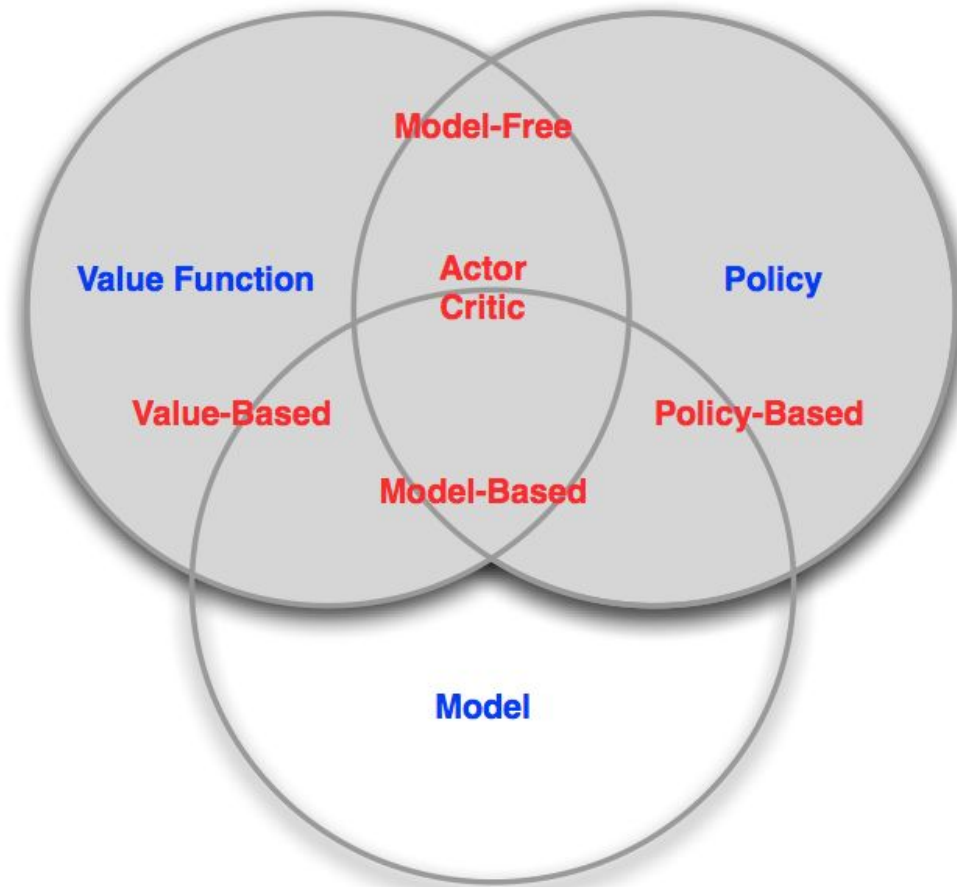 Model-Free
Actor
Critic
Value Function
Policy
Value-Based
Policy-Based
Model-Based
Model